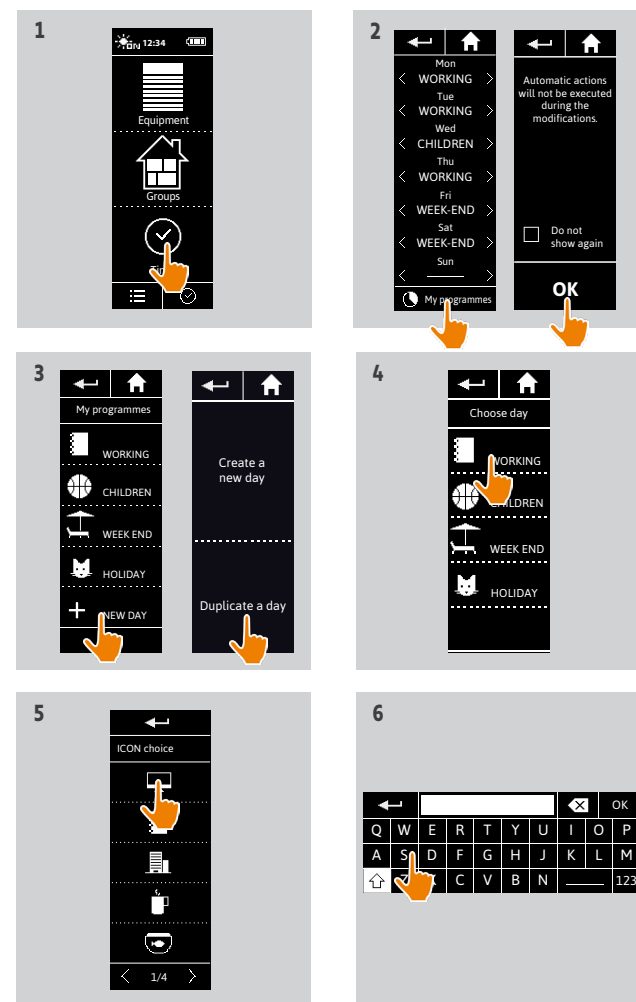 1
ON 12:34
Equipment
Groups
2
Mon
WORKING
Tue
WORKING
Wed
CHILDREN
Thu
WORKING
Fri
WEEK-END
Sat
WEEK-END
Sun
My programmes
Automatic actions
will not be executed
during the
modifications.
Do not
show again
OK
3
My programmes
WORKING
CHILDREN
WEEK END
HOLIDAY
NEW DAY
Create a
new day
Duplicate a day
4
Choose day
WORKING
CHILDREN
WEEK END
HOLIDAY
5
ICON choice
1/4
6
OK
Q W E R T Y U I O P
A S D F G H J K L M
Z X C V B N 123